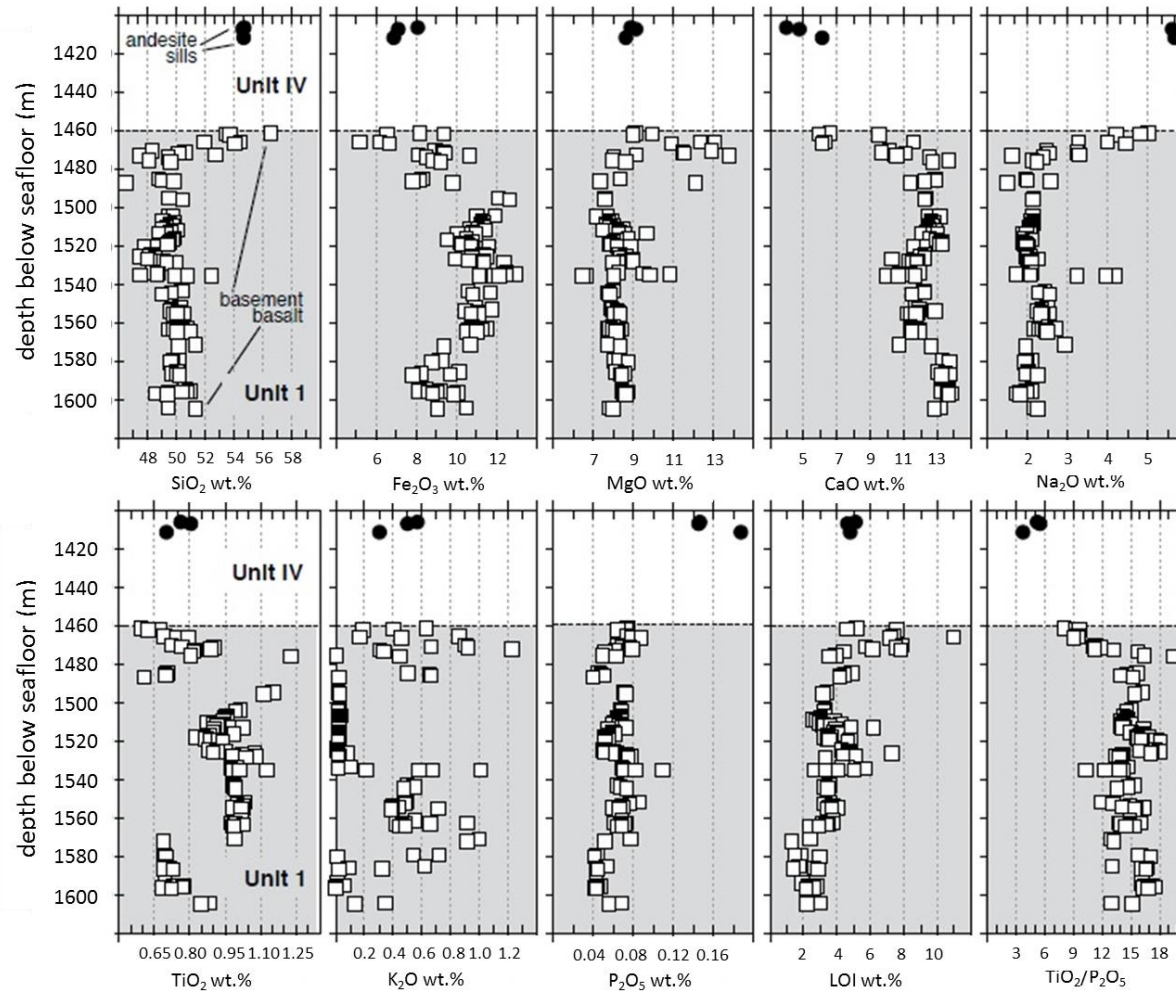 andesite
sills
Unit IV
basement
basalt
Unit 1
depth below seafloor (m)
1420
1440
1460
1480
1500
1520
1540
1560
1580
1600
48 50 52 54 56 58
6 8 10 12
7 9 11 13
5 7 9 11 13
2 3 4 5
SiO₂ wt.%
Fe₂O₃ wt.%
MgO wt.%
CaO wt.%
Na₂O wt.%
Unit IV
Unit 1
depth below seafloor (m)
1420
1440
1460
1480
1500
1520
1540
1560
1580
1600
0.65 0.80 0.95 1.10 1.25
0.2 0.4 0.6 0.8 1.0 1.2
0.04 0.08 0.12 0.16
2 4 6 8 10
3 6 9 12 15 18
TiO₂ wt.%
K₂O wt.%
P₂O₅ wt.%
LOI wt.%
TiO₂/P₂O₅